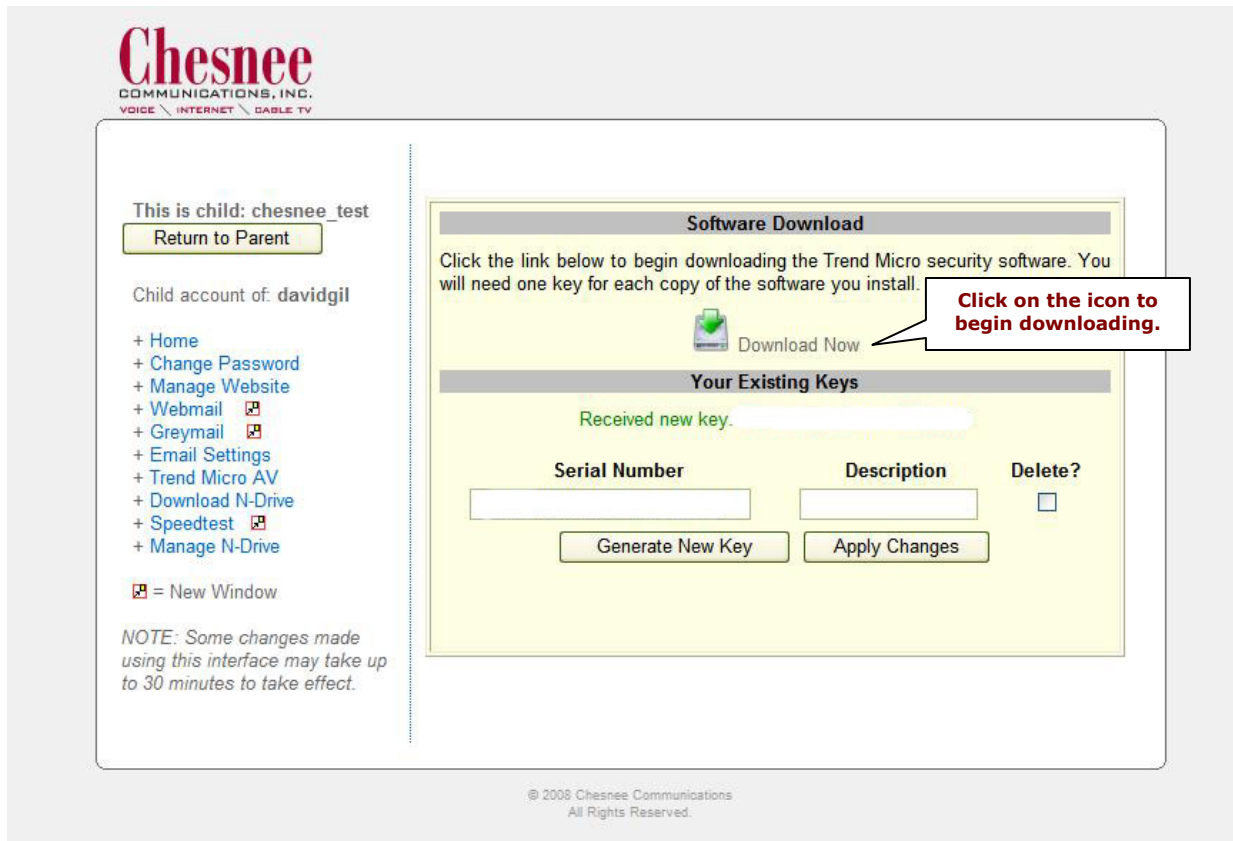 Chesnee
COMMUNICATIONS, INC.
VOICE \ INTERNET \ CABLE TV
This is child: chesnee_test
Return to Parent
Child account of: davidgil
+ Home
+ Change Password
+ Manage Website
+ Webmail
+ Greymail
+ Email Settings
+ Trend Micro AV
+ Download N-Drive
+ Speedtest
+ Manage N-Drive
= New Window
NOTE: Some changes made
using this interface may take up
to 30 minutes to take effect.
Software Download
Click the link below to begin downloading the Trend Micro security software. You
will need one key for each copy of the software you install.
Click on the icon to
begin downloading.
Download Now
Your Existing Keys
Received new key.
Serial Number Description Delete?
Generate New Key Apply Changes
© 2008 Chesnee Communications
All Rights Reserved.